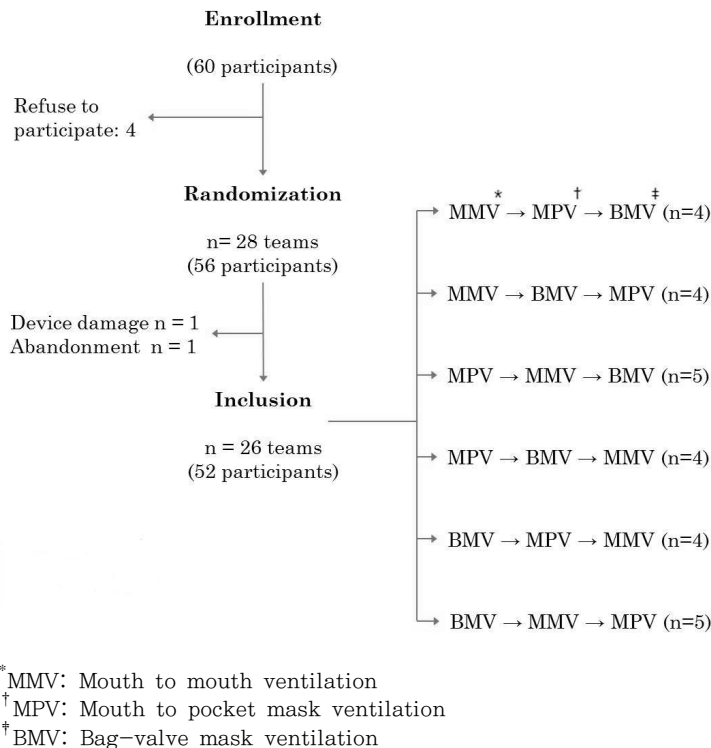 Enrollment
(60 participants)
Refuse to
participate: 4
Randomization
n= 28 teams
(56 participants)
Device damage n = 1
Abandonment n = 1
Inclusion
n = 26 teams
(52 participants)
MMV* → MPV† → BMV‡ (n=4)
MMV → BMV → MPV (n=4)
MPV → MMV → BMV (n=5)
MPV → BMV → MMV (n=4)
BMV → MPV → MMV (n=4)
BMV → MMV → MPV (n=5)
*MMV: Mouth to mouth ventilation
†MPV: Mouth to pocket mask ventilation
‡BMV: Bag-valve mask ventilation